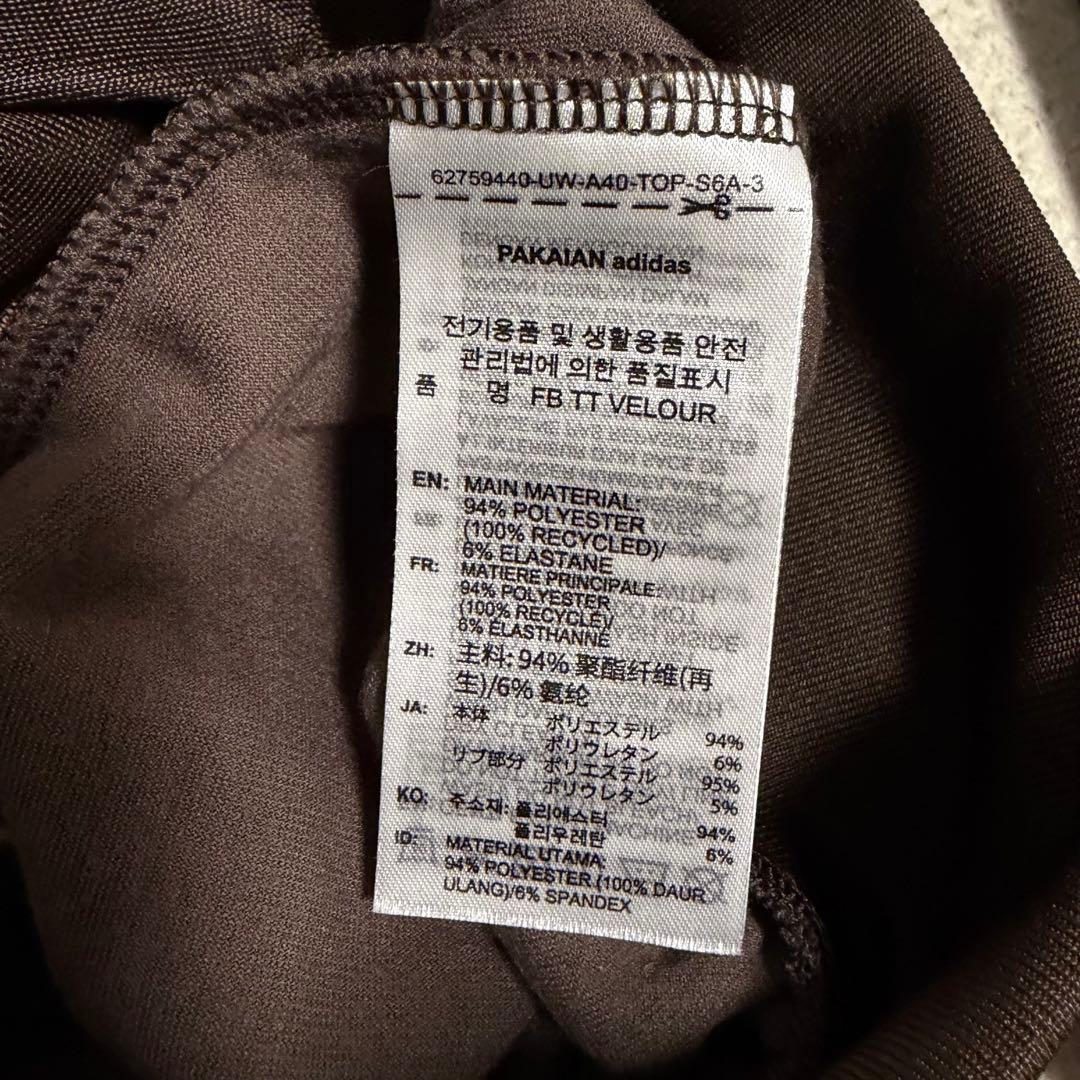 62759440-UW-A40-TOP-S6A-3
PAKAIAN adidas
전기용품 및 생활용품 안전
관리법에 의한 품질표시
품 명 FB TT VELOUR
EN: MAIN MATERIAL:
94% POLYESTER
(100% RECYCLED)/
6% ELASTANE
FR: MATIERE PRINCIPALE:
94% POLYESTER
(100% RECYCLE)/
6% ELASTHANNE
ZH: 主料: 94% 聚酯纤维(再
生)/6% 氨纶
JA: 本体 ポリエステル 94%
ポリウレタン 6%
リブ部分 ポリエステル 95%
ポリウレタン 5%
KO: 주소재: 폴리에스터 94%
폴리우레탄 6%
ID: MATERIAL UTAMA:
94% POLYESTER (100% DAUR
ULANG)/6% SPANDEX